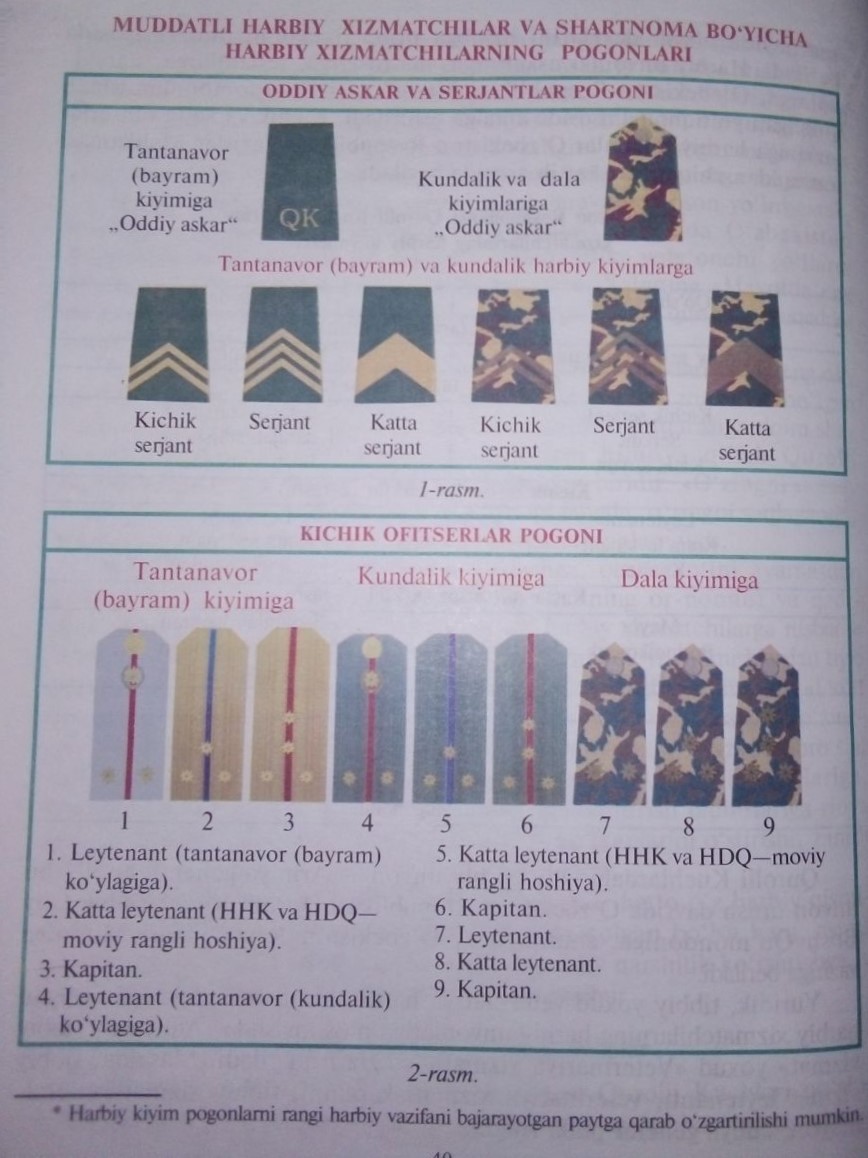 MUDDATLI HARBIY XIZMATCHILAR VA SHARTNOMA BO‘YICHA
HARBIY XIZMATCHILARNING POGONLARI
ODDIY ASKAR VA SERJANTLAR POGONI
Tantanavor
(bayram)
kiyimiga
„Oddiy askar“
QK
Kundalik va dala
kiyimlariga
„Oddiy askar“
Tantanavor (bayram) va kundalik harbiy kiyimlarga
Kichik
serjant
Serjant
Katta
serjant
Kichik
serjant
Serjant
Katta
serjant
1-rasm.
KICHIK OFITSERLAR POGONI
Tantanavor
(bayram) kiyimiga
Kundalik kiyimiga
Dala kiyimiga
1 2 3 4 5 6 7 8 9
1. Leytenant (tantanavor (bayram)
ko‘ylagiga).
2. Katta leytenant (HHK va HDQ—
moviy rangli hoshiya).
3. Kapitan.
4. Leytenant (tantanavor (kundalik)
ko‘ylagiga).
5. Katta leytenant (HHK va HDQ—moviy
rangli hoshiya).
6. Kapitan.
7. Leytenant.
8. Katta leytenant.
9. Kapitan.
2-rasm.
* Harbiy kiyim pogonlarni rangi harbiy vazifani bajarayotgan paytga qarab o‘zgartirilishi mumkin.